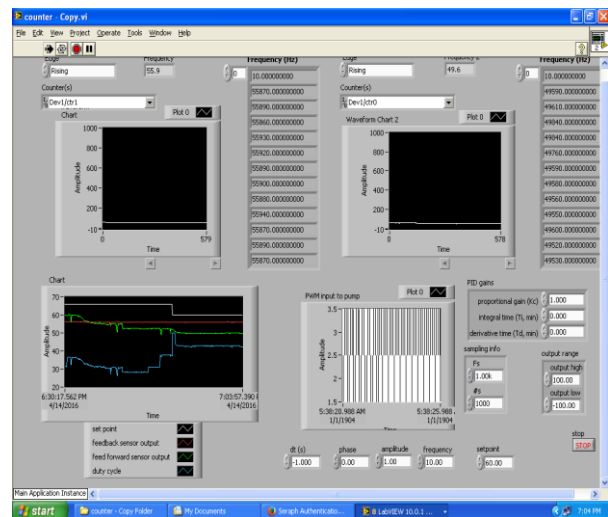 counter - Copy.vi
File Edit View Project Operate Tools Window Help
Edge Frequency Frequency (Hz) Edge Frequency 2 Frequency (Hz)
Rising 55.9 0 10.00000000 Rising 49.6 0 10.00000000
Counter(s) 55870.000000000 Counter(s) 49590.000000000
Dev1/ctr1 55890.000000000 Dev1/ctr0 49610.000000000
Chart Plot 0 55860.000000000 Waveform Chart 2 Plot 0 49840.000000000
1000 55930.000000000 1000 49840.000000000
800 55920.000000000 800 49760.000000000
55890.000000000 49590.000000000
600 55900.000000000 600 49580.000000000
Amplitude 400 55880.000000000 Amplitude 400 49560.000000000
200 55940.000000000 200 49550.000000000
55870.000000000 49600.000000000
-10 55890.000000000 -10 49520.000000000
0 579 55870.000000000 0 578 49530.000000000
Time Time
Chart
70
60
50
40
30
20
Amplitude
6:30:17.562 PM 7:03:57.390
4/14/2016 4/14/2016
Time
set point
feedback sensor output
feed forward sensor output
duty cycle
PWM input to pump Plot 0
3.5
3
2.5
2
1.5
Amplitude
5:38:20.988 AM 5:38:25.988 AM
1/1/1904 1/1/1904
Time
PID gains
proportional gain (Kc) 1.000
integral time (Ti, min) 0.000
derivative time (Td, min) 0.000
sampling info
Fs
1.00k
#s
1000
output range
output high
100.00
output low
-100.00
stop
STOP
dt (s) phase amplitude frequency setpoint
-1.000 0.00 1.00 10.00 60.00
Main Application Instance
start counter - Copy Folder My Documents Seraph Authenticatio... 8 LabVIEW 10.0.1 ... 7:04 PM